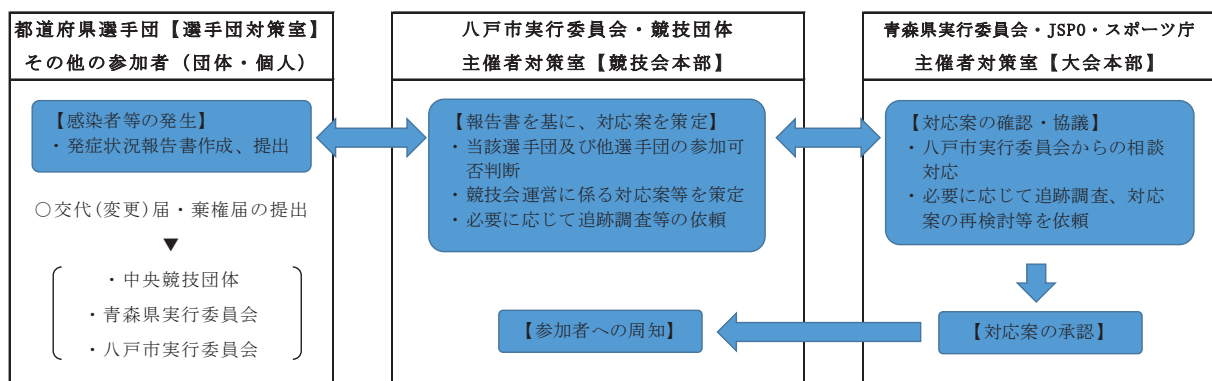 都道府県選手団【選手団対策室】
その他の参加者（団体・個人）
【感染者等の発生】
・発症状況報告書作成、提出
○交代(変更)届・棄権届の提出
▼
・中央競技団体
・青森県実行委員会
・八戸市実行委員会
八戸市実行委員会・競技団体
主催者対策室【競技会本部】
【報告書を基に、対応案を策定】
・当該選手団及び他選手団の参加可
否判断
・競技会運営に係る対応案等を策定
・必要に応じて追跡調査等の依頼
【参加者への周知】
青森県実行委員会・JSPO・スポーツ庁
主催者対策室【大会本部】
【対応案の確認・協議】
・八戸市実行委員会からの相談
対応
・必要に応じて追跡調査、対応
案の再検討等を依頼
【対応案の承認】